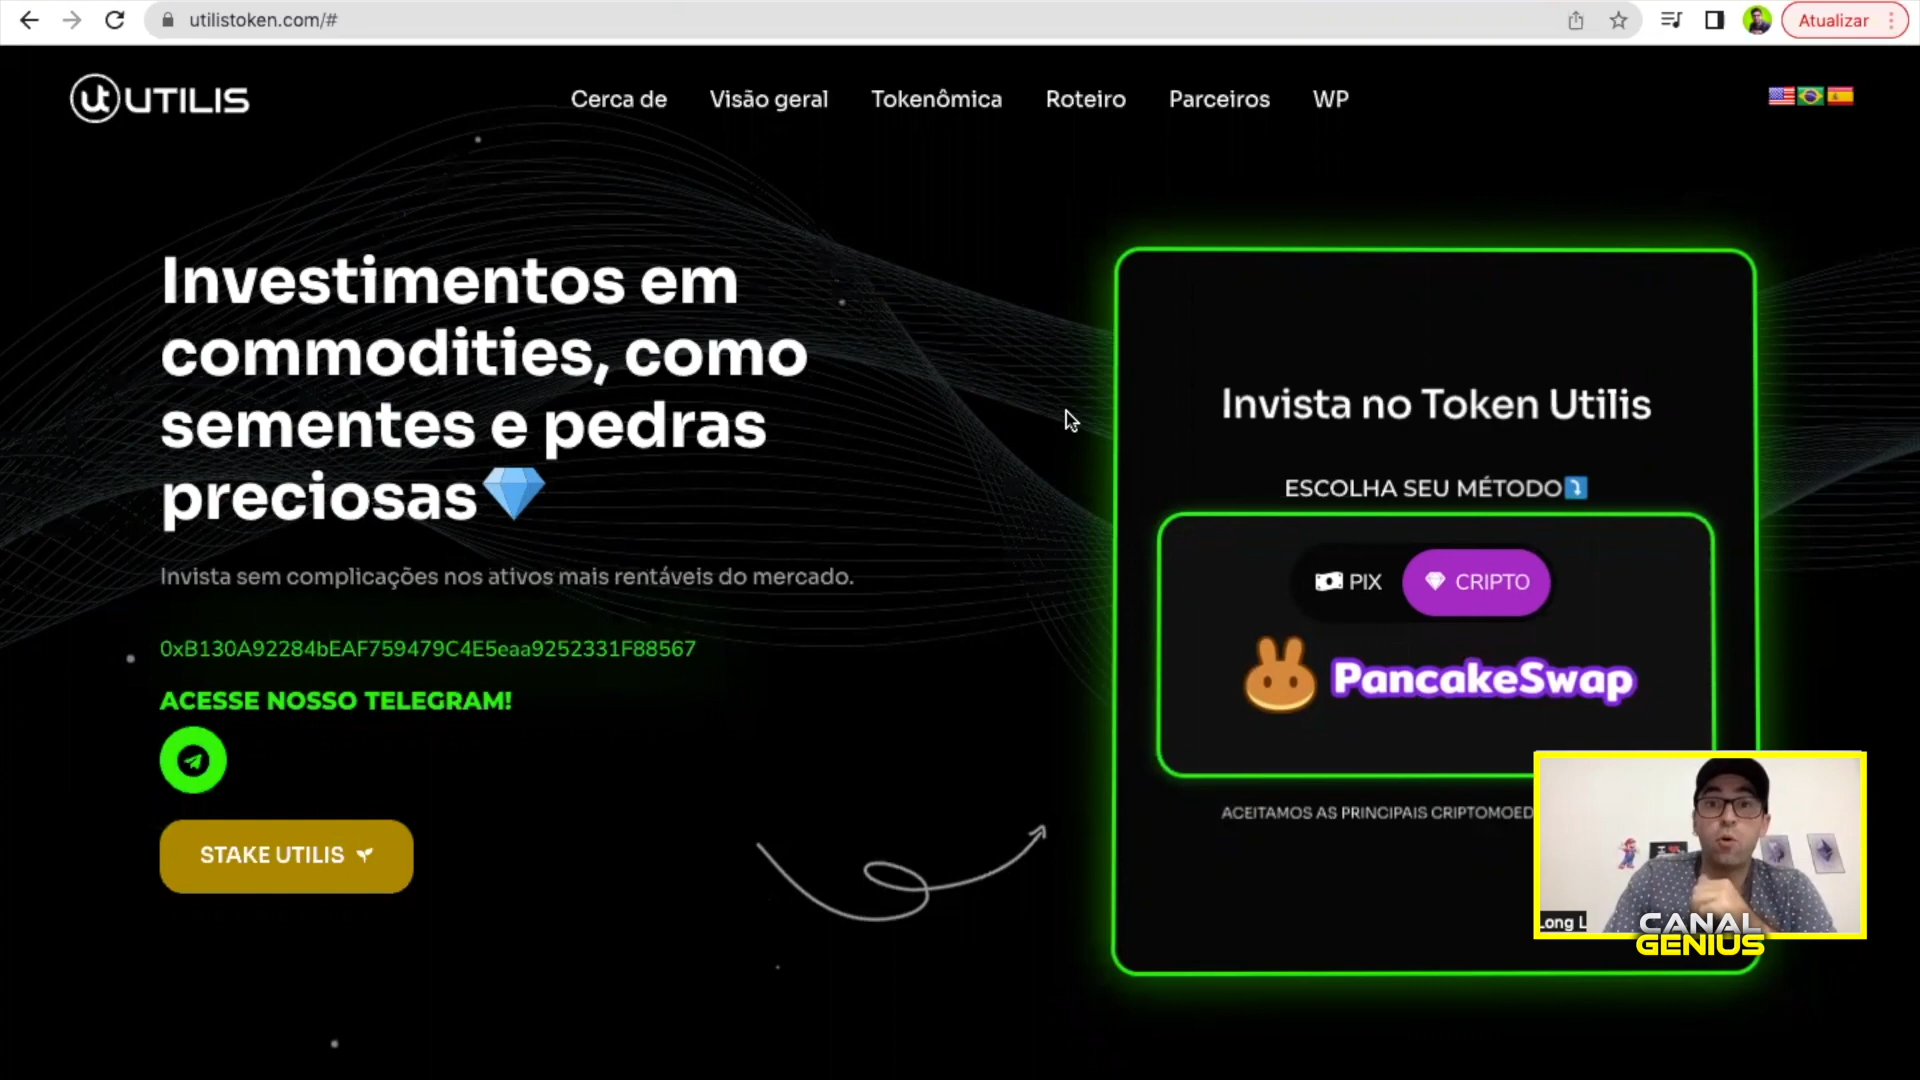 utilistoken.com/#
Atualizar
ut UTILIS
Cerca de
Visão geral
Tokenômica
Roteiro
Parceiros
WP
Investimentos em
commodities, como
sementes e pedras
preciosas
Invista sem complicações nos ativos mais rentáveis do mercado.
0xB130A92284bEAF759479C4E5eaa9252331F88567
ACESSE NOSSO TELEGRAM!
STAKE UTILIS
Invista no Token Utilis
ESCOLHA SEU MÉTODO
PIX
CRIPTO
PancakeSwap
ACEITAMOS AS PRINCIPAIS CRIPTOMOED
Long L
CANAL
GENIUS